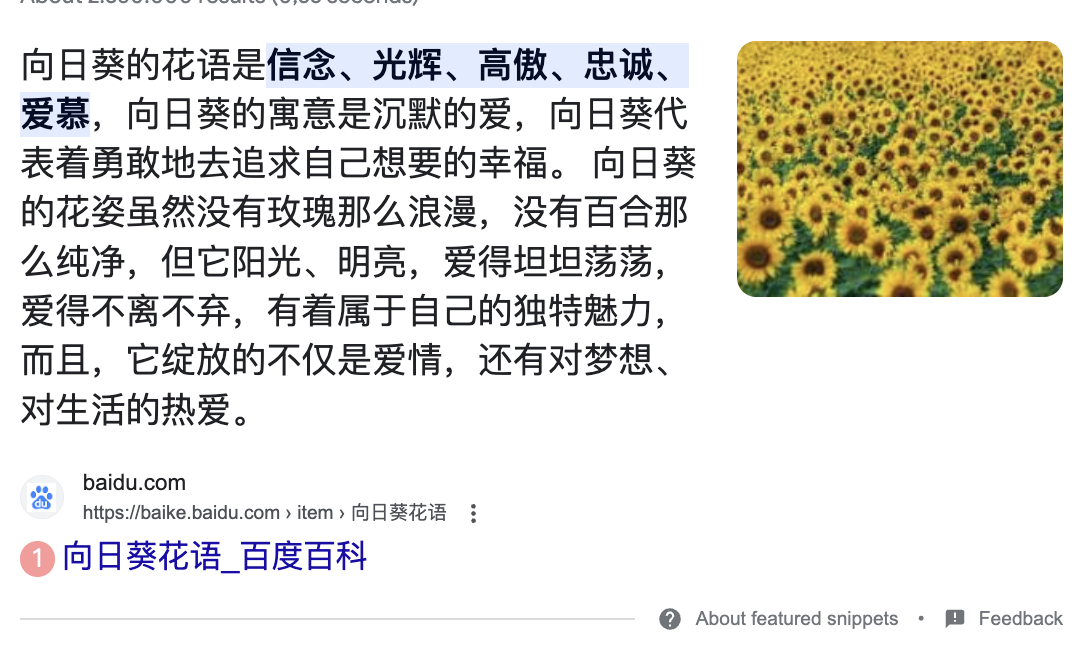 向日葵的花语是信念、光辉、高傲、忠诚、
爱慕，向日葵的寓意是沉默的爱，向日葵代
表着勇敢地去追求自己想要的幸福。 向日葵
的花姿虽然没有玫瑰那么浪漫，没有百合那
么纯净，但它阳光、明亮，爱得坦坦荡荡，
爱得不离不弃，有着属于自己的独特魅力，
而且，它绽放的不仅是爱情，还有对梦想、
对生活的热爱。
du
baidu.com
https://baike.baidu.com › item › 向日葵花语
1 向日葵花语_百度百科
About featured snippets • Feedback